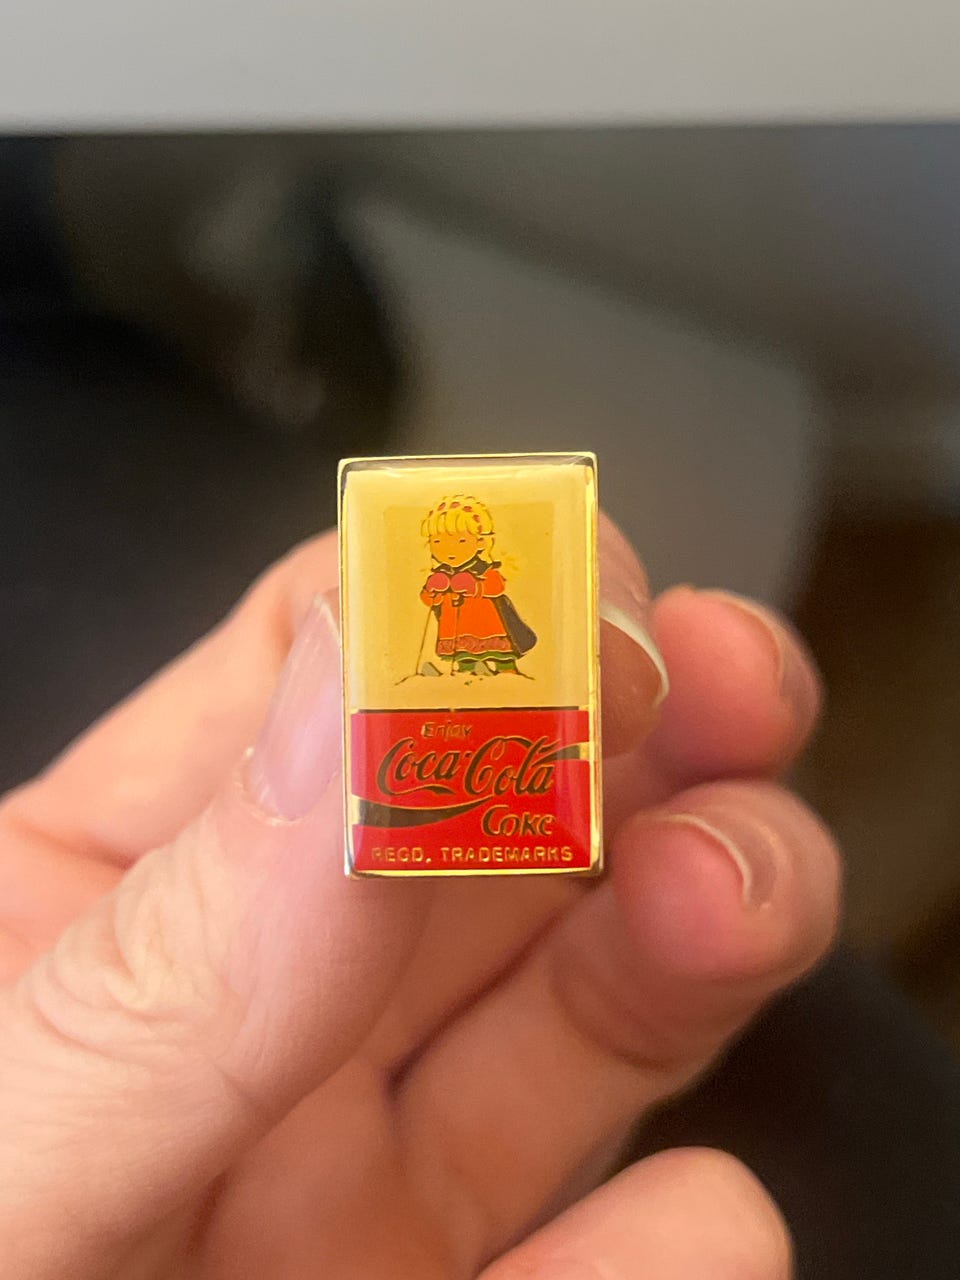 Enjoy
Coca-Cola
Coke
REGD. TRADEMARKS